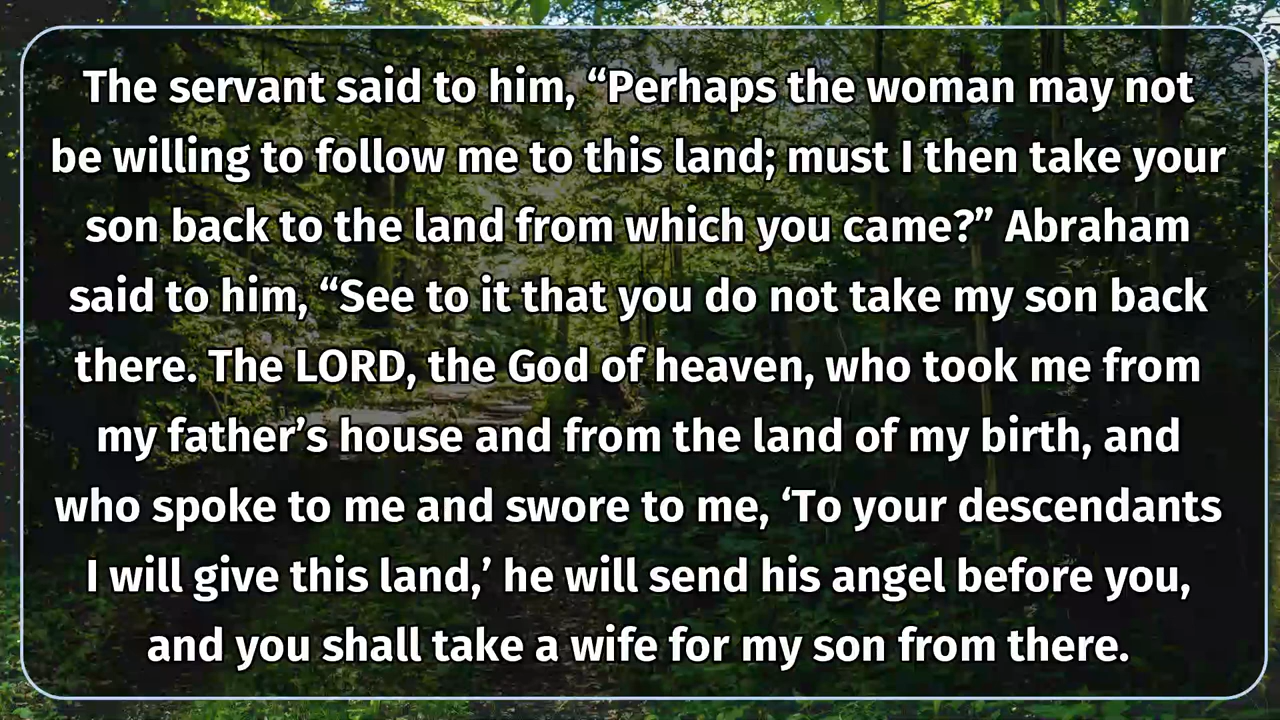 The servant said to him, “Perhaps the woman may not
be willing to follow me to this land; must I then take your
son back to the land from which you came?” Abraham
said to him, “See to it that you do not take my son back
there. The LORD, the God of heaven, who took me from
my father’s house and from the land of my birth, and
who spoke to me and swore to me, ‘To your descendants
I will give this land,’ he will send his angel before you,
and you shall take a wife for my son from there.